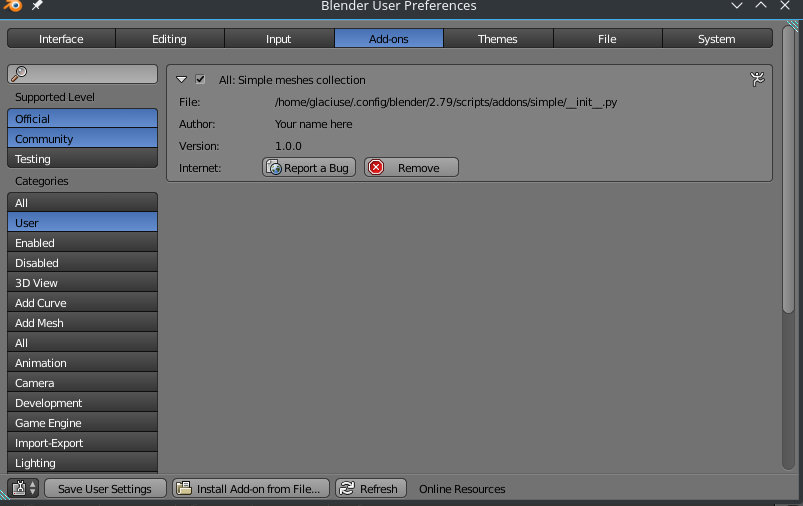 Blender User Preferences
Interface Editing Input Add-ons Themes File System
Supported Level
Official
Community
Testing
Categories
All
User
Enabled
Disabled
3D View
Add Curve
Add Mesh
All
Animation
Camera
Development
Game Engine
Import-Export
Lighting
All: Simple meshes collection
File: /home/glaciuse/.config/blender/2.79/scripts/addons/simple/__init__.py
Author: Your name here
Version: 1.0.0
Internet: Report a Bug Remove
Save User Settings Install Add-on from File... Refresh Online Resources